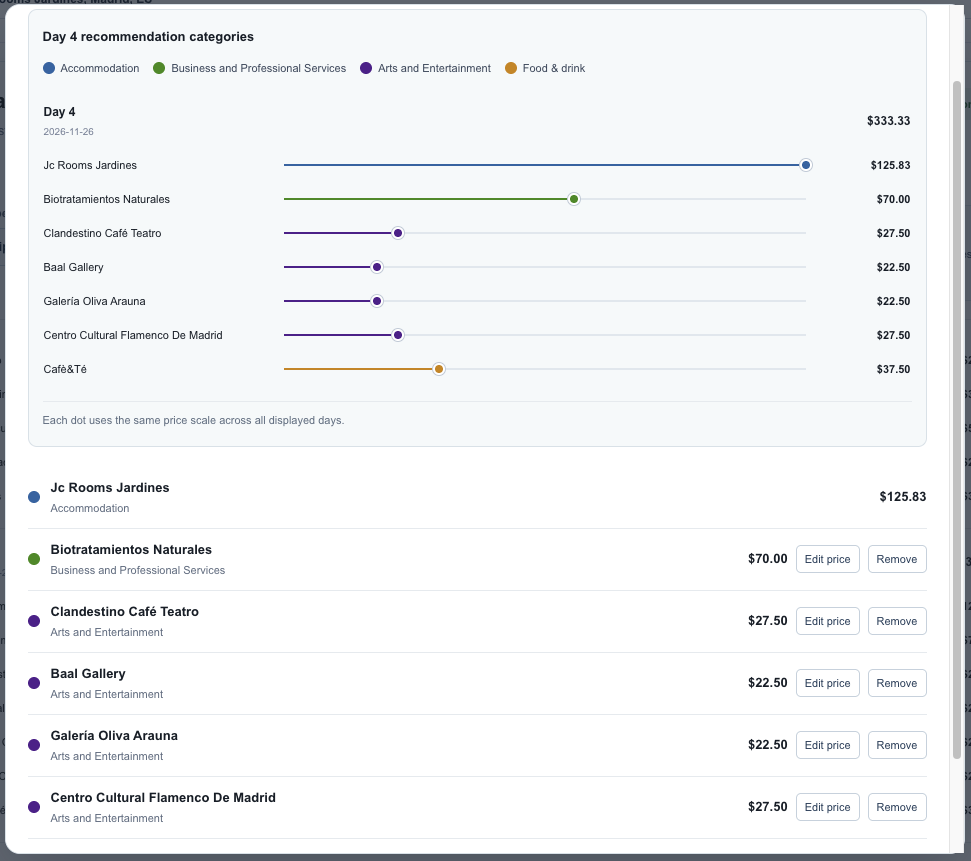 Day 4 recommendation categories
Accommodation Business and Professional Services Arts and Entertainment Food & drink
Day 4
2026-11-26
$333.33
Jc Rooms Jardines $125.83
Biotratamientos Naturales $70.00
Clandestino Café Teatro $27.50
Baal Gallery $22.50
Galería Oliva Arauna $22.50
Centro Cultural Flamenco De Madrid $27.50
Cafè&Té $37.50
Each dot uses the same price scale across all displayed days.
Jc Rooms Jardines
Accommodation
$125.83
Biotratamientos Naturales
Business and Professional Services
$70.00 Edit price Remove
Clandestino Café Teatro
Arts and Entertainment
$27.50 Edit price Remove
Baal Gallery
Arts and Entertainment
$22.50 Edit price Remove
Galería Oliva Arauna
Arts and Entertainment
$22.50 Edit price Remove
Centro Cultural Flamenco De Madrid
Arts and Entertainment
$27.50 Edit price Remove